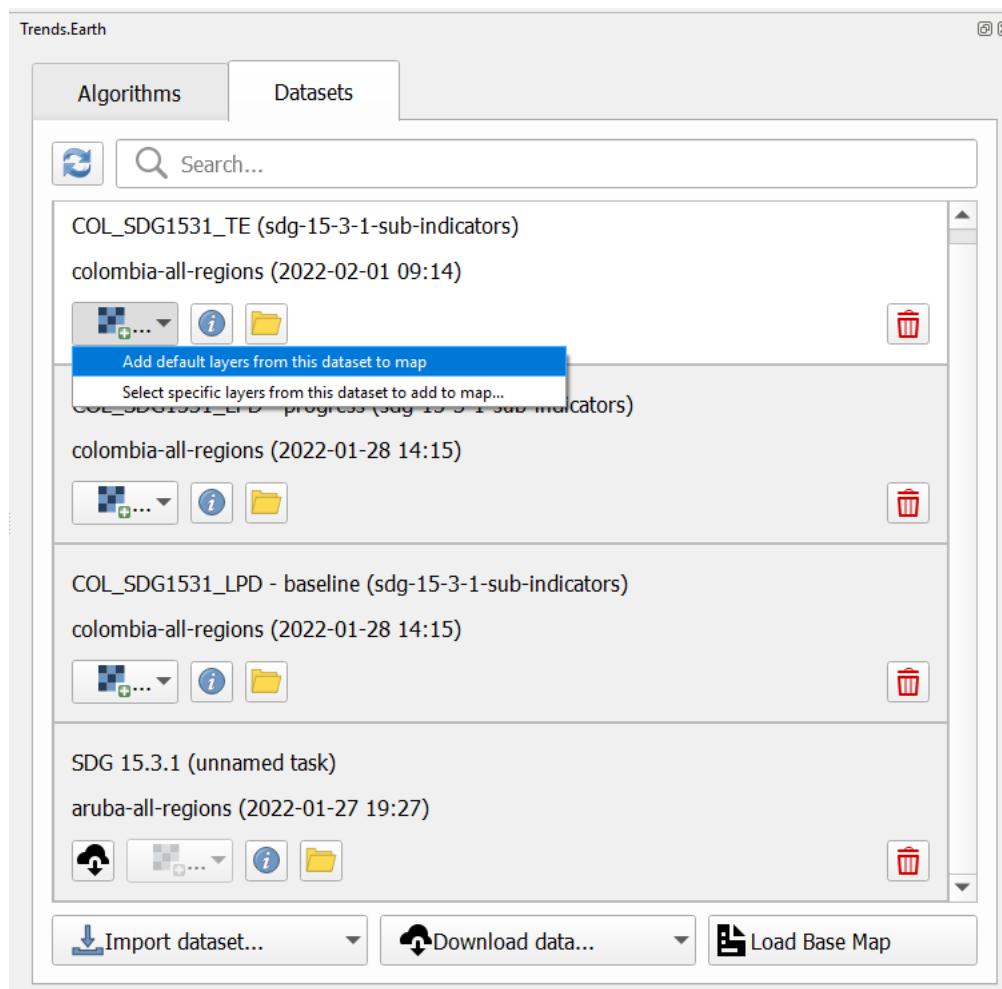 Trends.Earth
Algorithms
Datasets
Search...
COL_SDG1531_TE (sdg-15-3-1-sub-indicators)
colombia-all-regions (2022-02-01 09:14)
...
Add default layers from this dataset to map
Select specific layers from this dataset to add to map...
COL_SDG1531_LPD - progress (sdg-15-3-1-sub-indicators)
colombia-all-regions (2022-01-28 14:15)
...
COL_SDG1531_LPD - baseline (sdg-15-3-1-sub-indicators)
colombia-all-regions (2022-01-28 14:15)
...
SDG 15.3.1 (unnamed task)
aruba-all-regions (2022-01-27 19:27)
...
Import dataset...
Download data...
Load Base Map